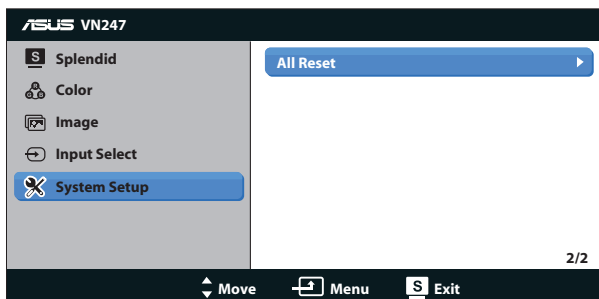 ASUS VN247
S Splendid
Color
Image
Input Select
System Setup
All Reset
2/2
Move Menu S Exit